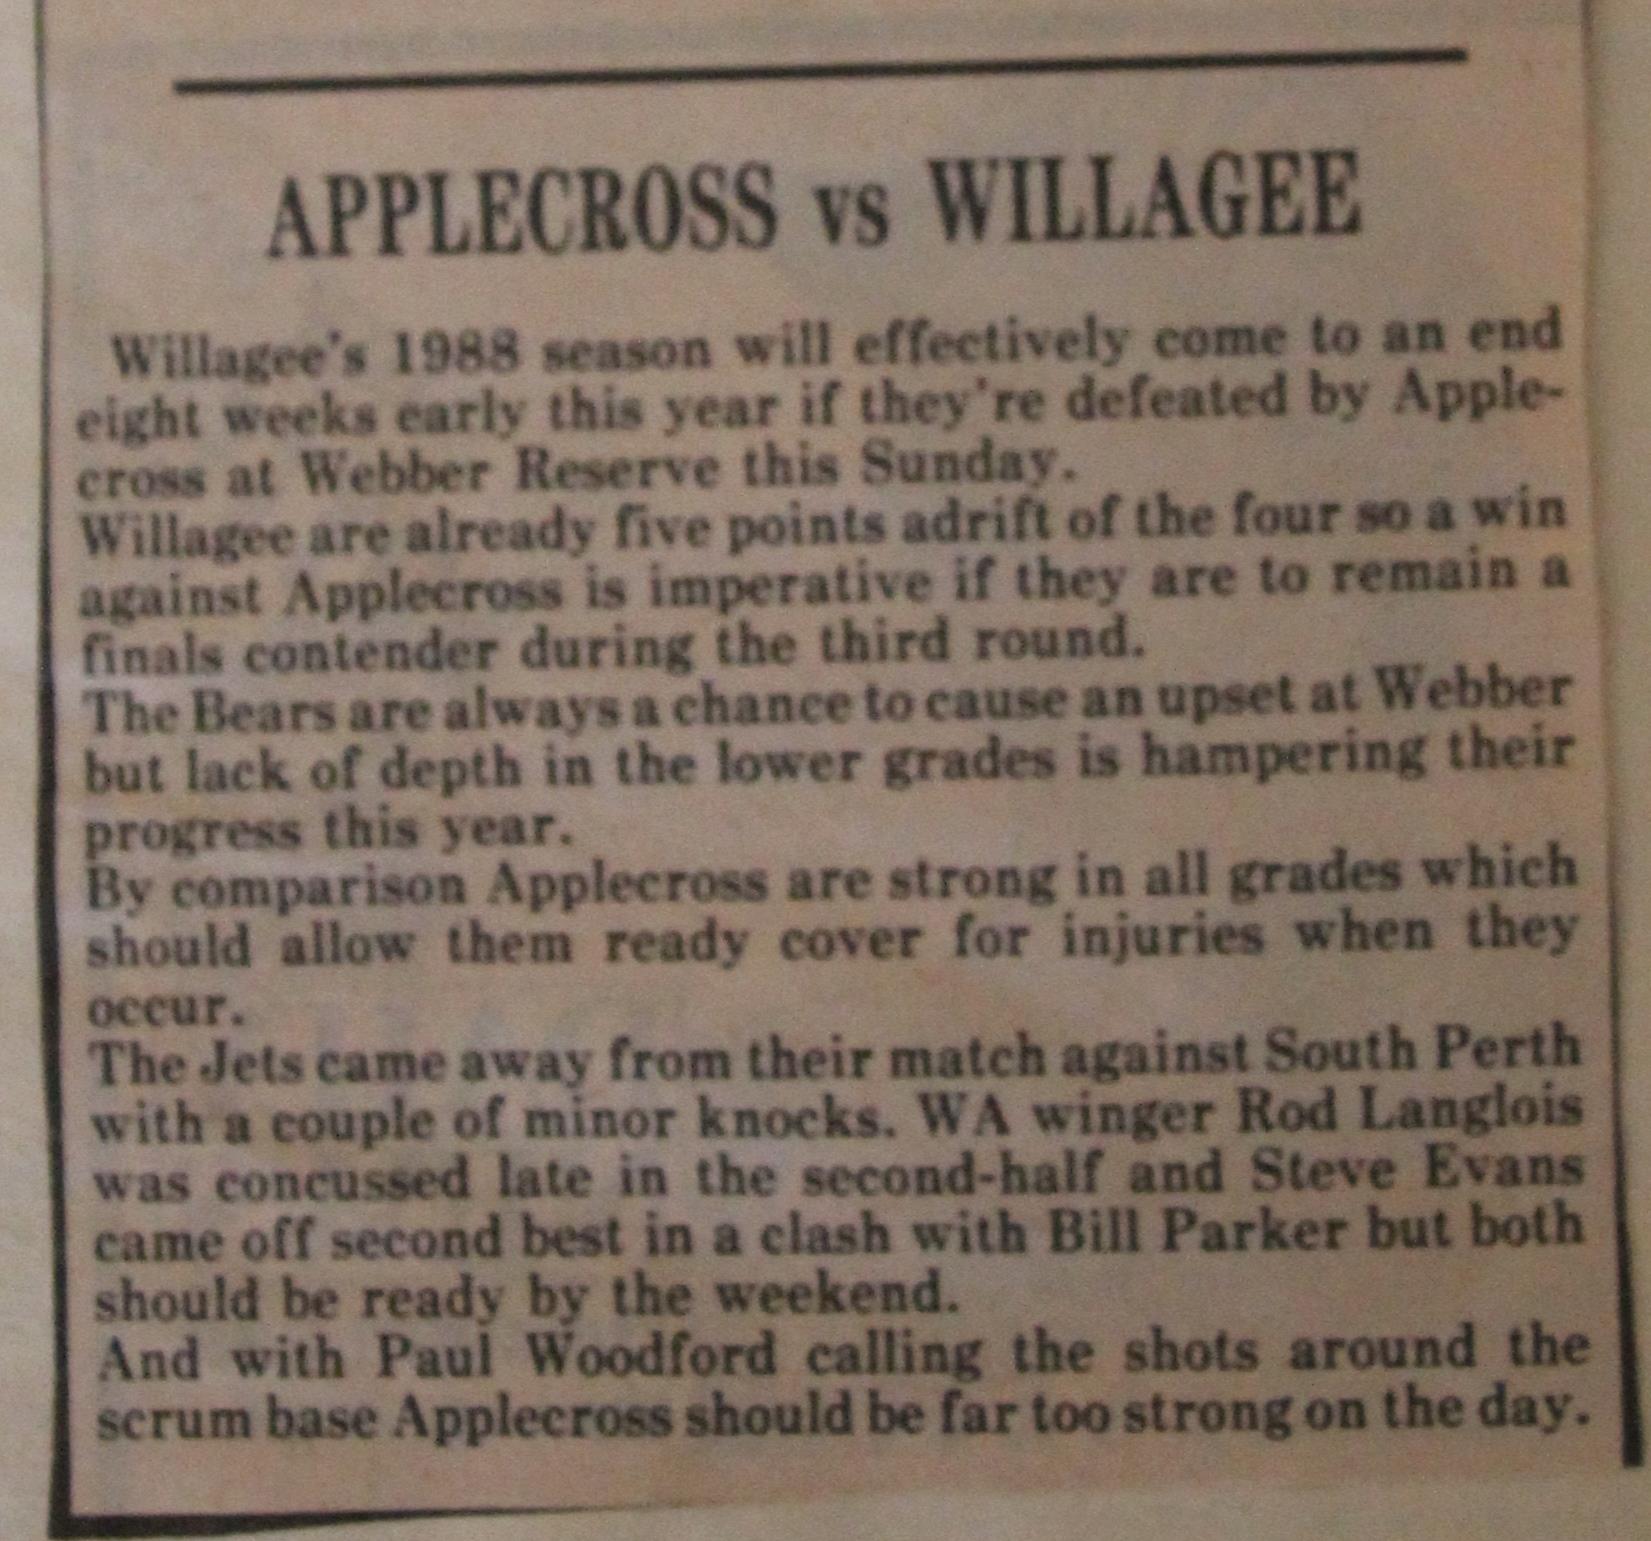 APPLECROSS vs WILLAGEE
Willagee's 1988 season will effectively come to an end
eight weeks early this year if they're defeated by Apple-
cross at Webber Reserve this Sunday.
Willagee are already five points adrift of the four so a win
against Applecross is imperative if they are to remain a
finals contender during the third round.
The Bears are always a chance to cause an upset at Webber
but lack of depth in the lower grades is hampering their
progress this year.
By comparison Applecross are strong in all grades which
should allow them ready cover for injuries when they
occur.
The Jets came away from their match against South Perth
with a couple of minor knocks. WA winger Rod Langlois
was concussed late in the second-half and Steve Evans
came off second best in a clash with Bill Parker but both
should be ready by the weekend.
And with Paul Woodford calling the shots around the
scrum base Applecross should be far too strong on the day.